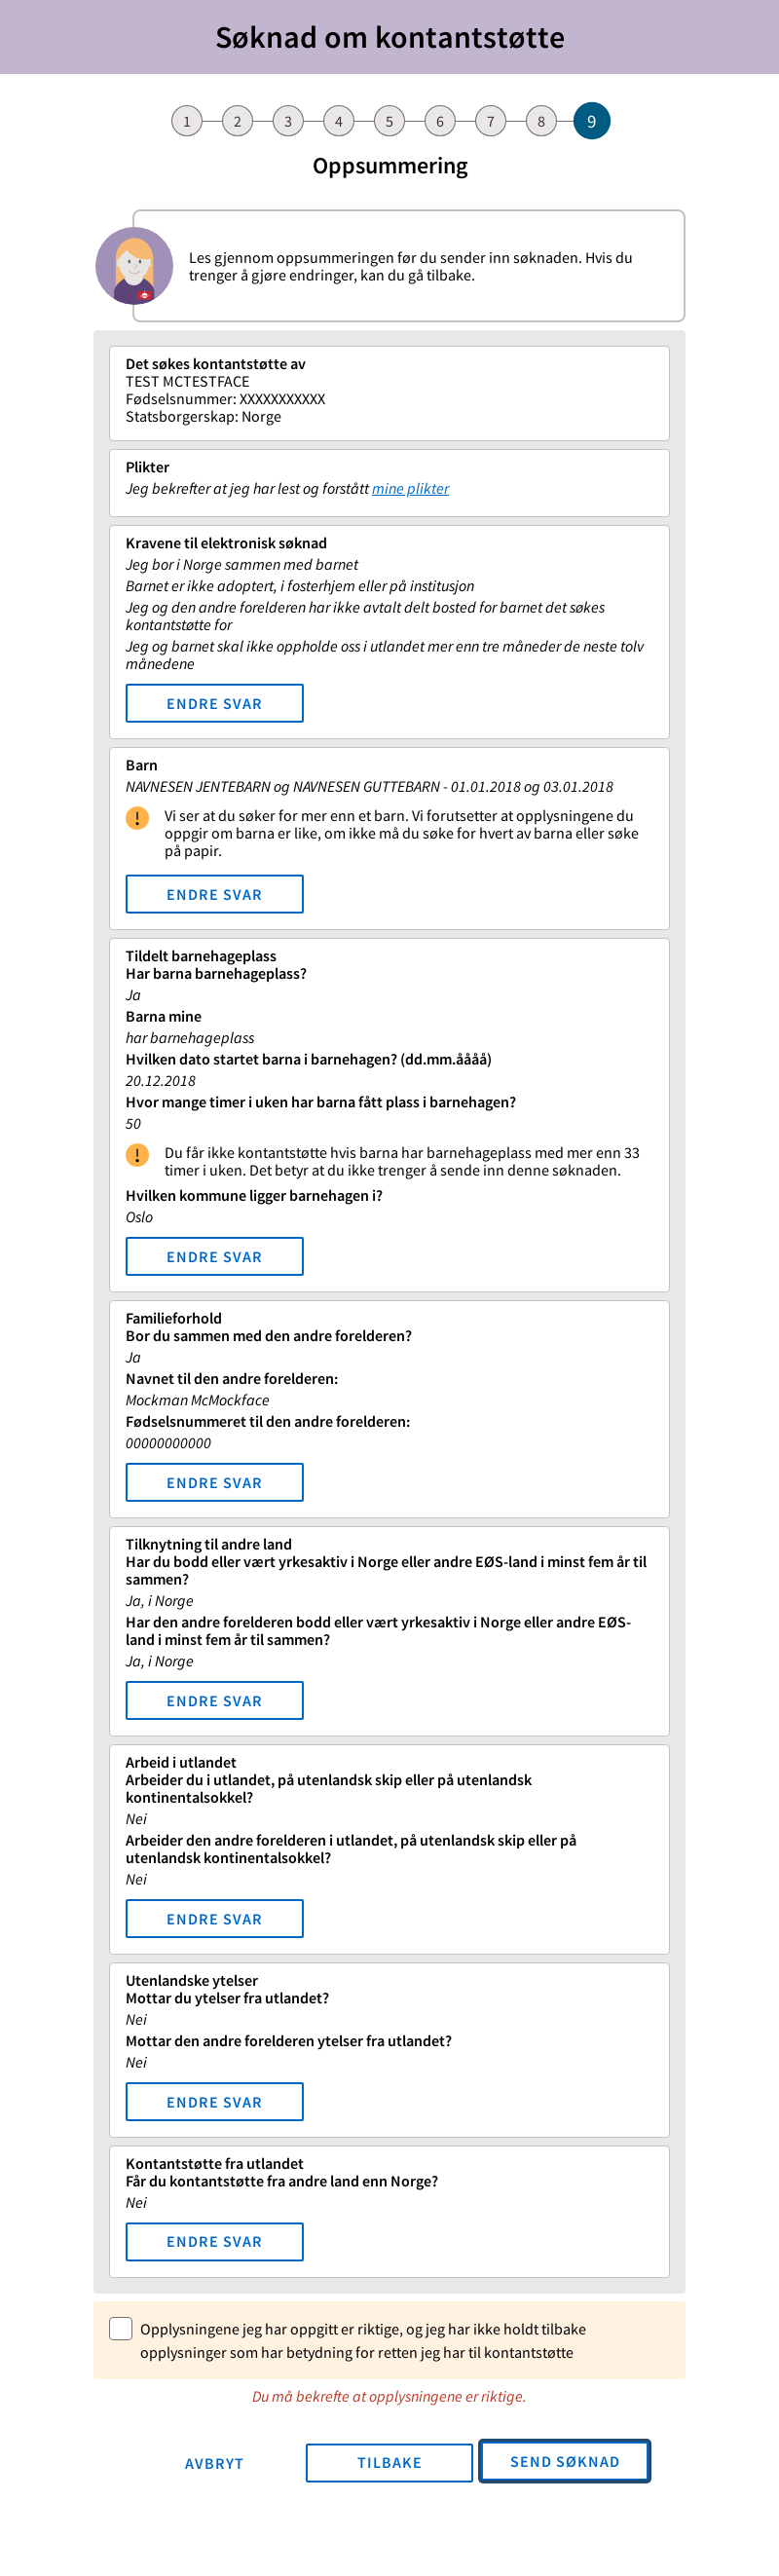 Søknad om kontantstøtte
1 2 3 4 5 6 7 8 9
Oppsummering
Les gjennom oppsummeringen før du sender inn søknaden. Hvis du
trenger å gjøre endringer, kan du gå tilbake.
Det søkes kontantstøtte av
TEST MCTESTFACE
Fødselsnummer: XXXXXXXXXXX
Statsborgerskap: Norge
Plikter
Jeg bekrefter at jeg har lest og forstått mine plikter
Kravene til elektronisk søknad
Jeg bor i Norge sammen med barnet
Barnet er ikke adoptert, i fosterhjem eller på institusjon
Jeg og den andre forelderen har ikke avtalt delt bosted for barnet det søkes
kontantstøtte for
Jeg og barnet skal ikke oppholde oss i utlandet mer enn tre måneder de neste tolv
månedene
ENDRE SVAR
Barn
NAVNESEN JENTEBARN og NAVNESEN GUTTEBARN - 01.01.2018 og 03.01.2018
Vi ser at du søker for mer enn et barn. Vi forutsetter at opplysningene du
oppgir om barna er like, om ikke må du søke for hvert av barna eller søke
på papir.
ENDRE SVAR
Tildelt barnehageplass
Har barna barnehageplass?
Ja
Barna mine
har barnehageplass
Hvilken dato startet barna i barnehagen? (dd.mm.åååå)
20.12.2018
Hvor mange timer i uken har barna fått plass i barnehagen?
50
Du får ikke kontantstøtte hvis barna har barnehageplass med mer enn 33
timer i uken. Det betyr at du ikke trenger å sende inn denne søknaden.
Hvilken kommune ligger barnehagen i?
Oslo
ENDRE SVAR
Familieforhold
Bor du sammen med den andre forelderen?
Ja
Navnet til den andre forelderen:
Mockman McMockface
Fødselsnummeret til den andre forelderen:
00000000000
ENDRE SVAR
Tilknytning til andre land
Har du bodd eller vært yrkesaktiv i Norge eller andre EØS-land i minst fem år til
sammen?
Ja, i Norge
Har den andre forelderen bodd eller vært yrkesaktiv i Norge eller andre EØS-
land i minst fem år til sammen?
Ja, i Norge
ENDRE SVAR
Arbeid i utlandet
Arbeider du i utlandet, på utenlandsk skip eller på utenlandsk
kontinentalsokkel?
Nei
Arbeider den andre forelderen i utlandet, på utenlandsk skip eller på
utenlandsk kontinentalsokkel?
Nei
ENDRE SVAR
Utenlandske ytelser
Mottar du ytelser fra utlandet?
Nei
Mottar den andre forelderen ytelser fra utlandet?
Nei
ENDRE SVAR
Kontantstøtte fra utlandet
Får du kontantstøtte fra andre land enn Norge?
Nei
ENDRE SVAR
Opplysningene jeg har oppgitt er riktige, og jeg har ikke holdt tilbake
opplysninger som har betydning for retten jeg har til kontantstøtte
Du må bekrefte at opplysningene er riktige.
AVBRYT TILBAKE SEND SØKNAD